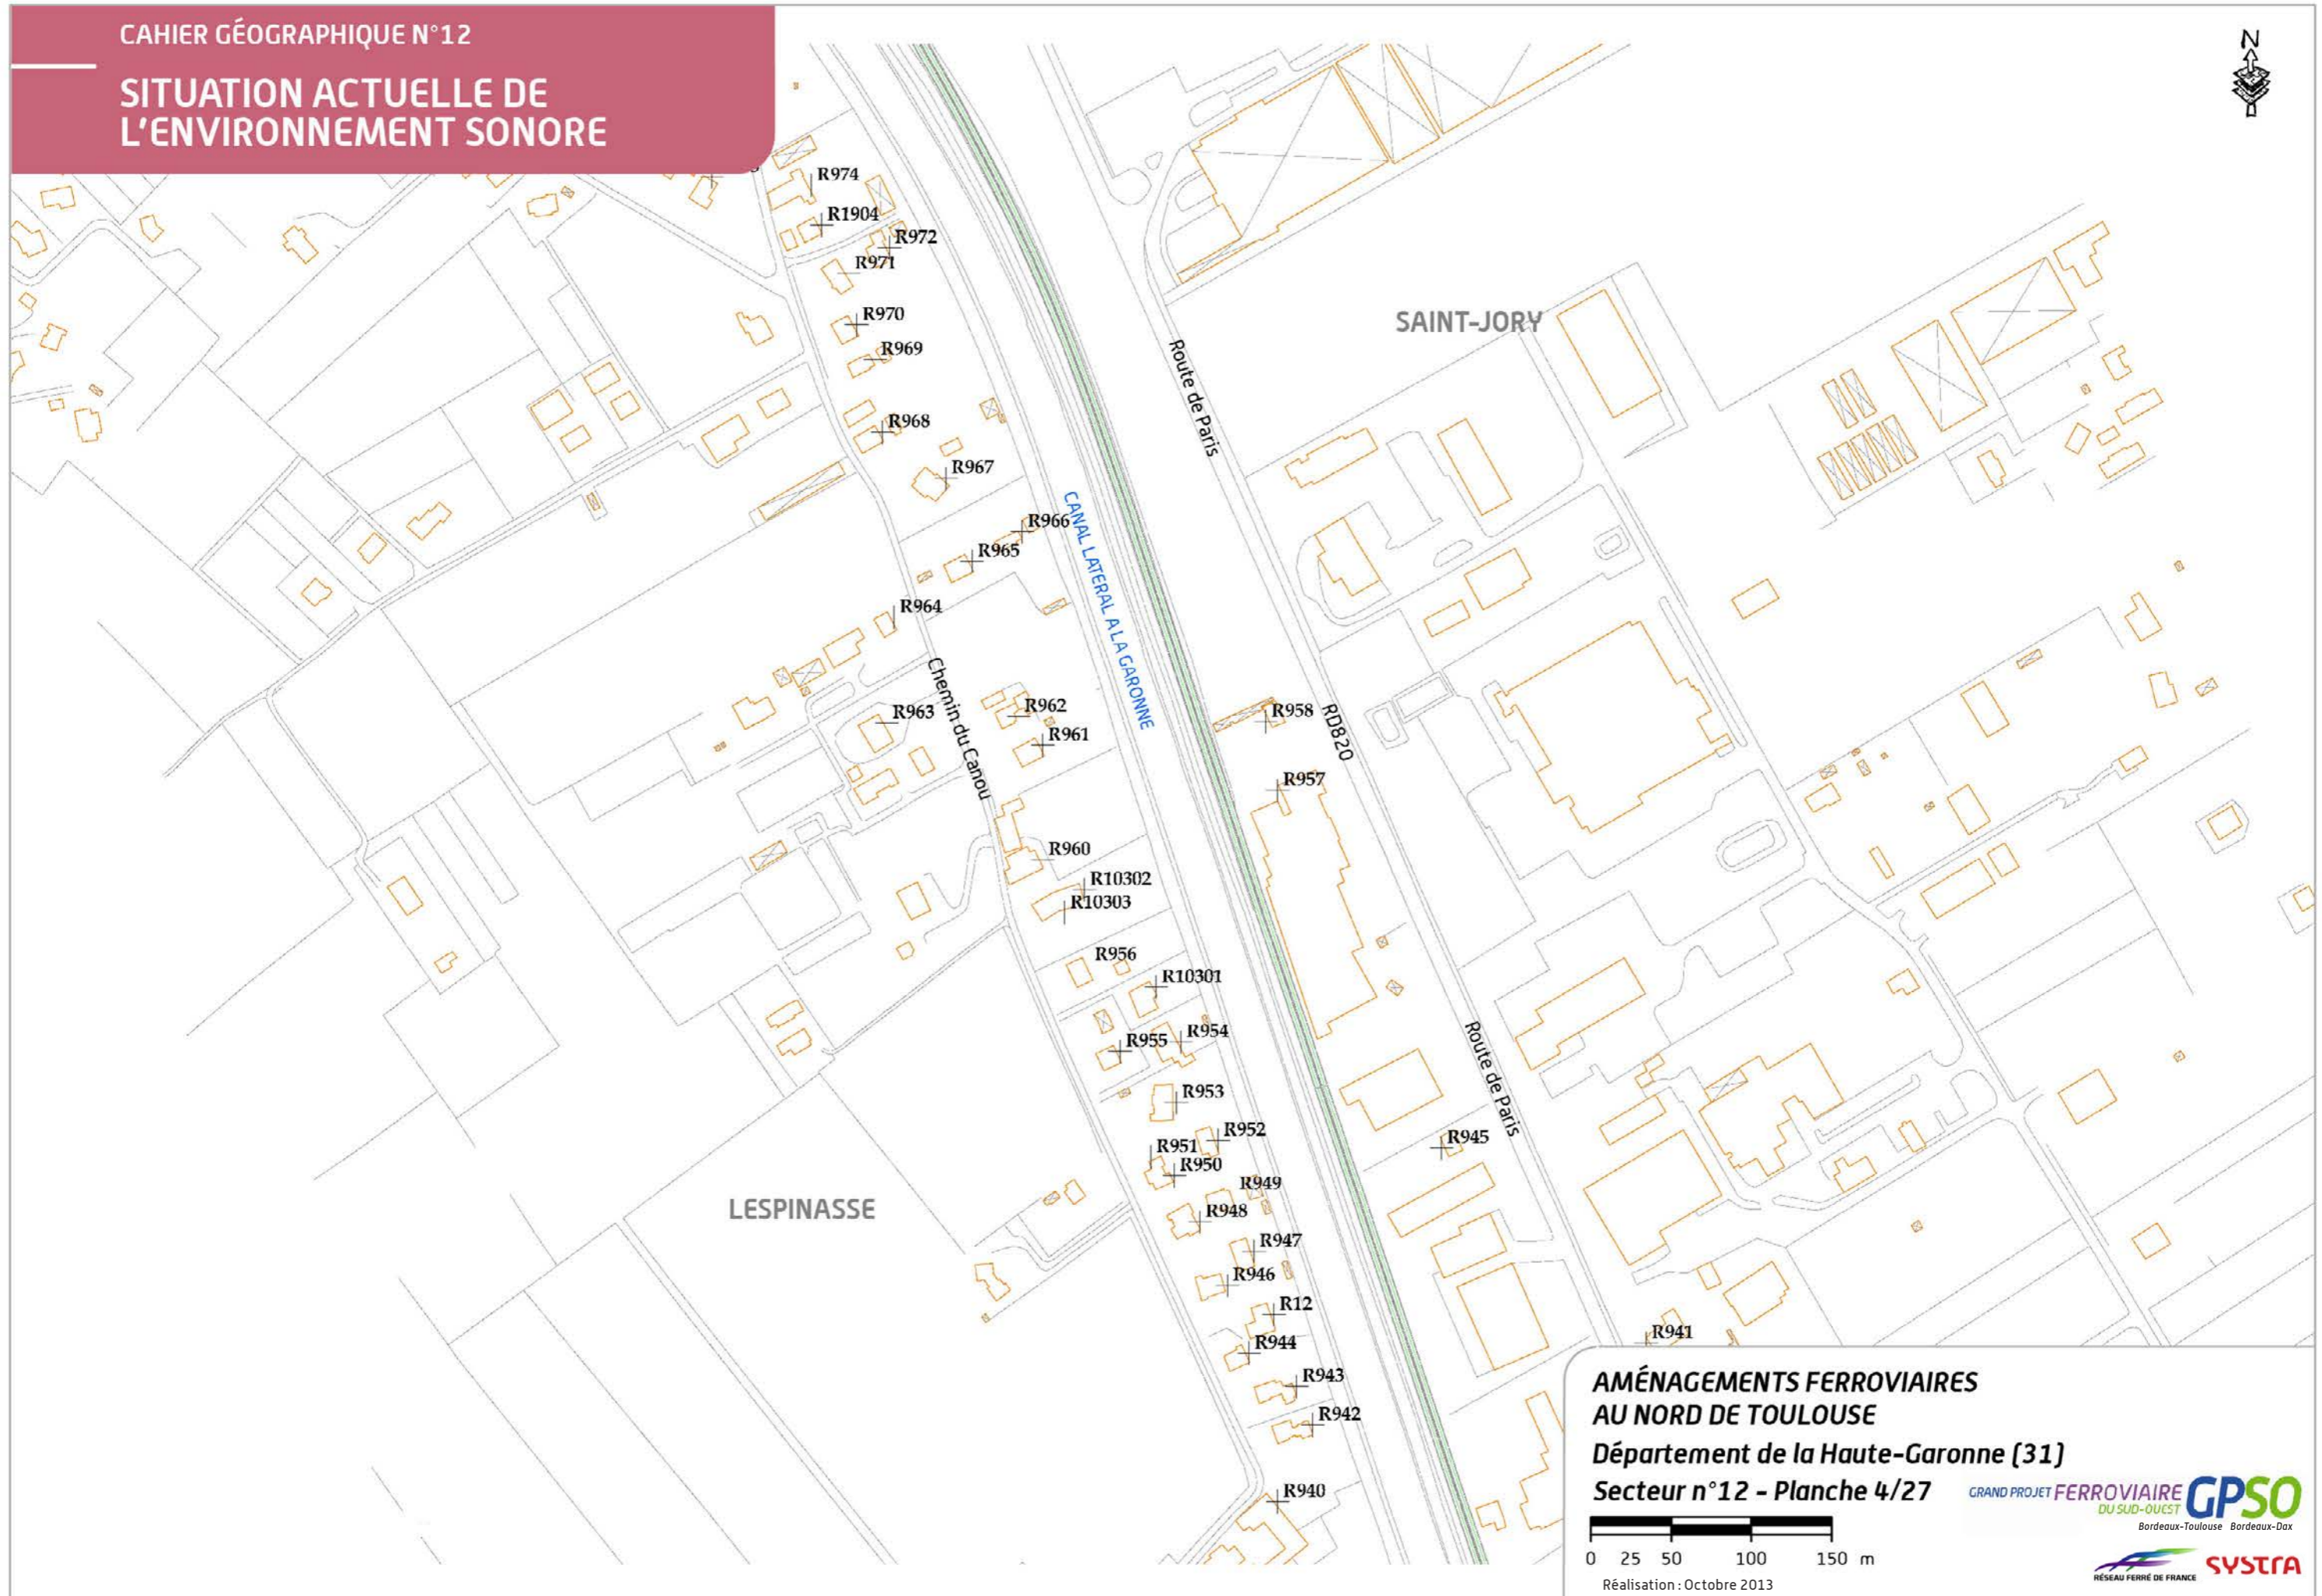 CAHIER GÉOGRAPHIQUE N°12
SITUATION ACTUELLE DE
L'ENVIRONNEMENT SONORE
N
R974
R1904
R972
R971
R970
R969
R968
R967
R966
R965
R964
R963
R962
R961
R960
R10302
R10303
R956
R10301
R954
R955
R953
R952
R951
R950
R949
R948
R947
R946
R12
R944
R943
R942
R940
R958
R957
R945
R941
SAINT-JORY
LESPINASSE
Route de Paris
CANAL LATERAL A LA GARONNE
Chemin du Canou
RD820
Route de Paris
AMÉNAGEMENTS FERROVIAIRES
AU NORD DE TOULOUSE
Département de la Haute-Garonne (31)
Secteur n°12 - Planche 4/27
GRAND PROJET FERROVIAIRE
DU SUD-OUEST
GPSO
Bordeaux-Toulouse Bordeaux-Dax
0 25 50 100 150 m
Réalisation : Octobre 2013
RÉSEAU FERRÉ DE FRANCE
SYSTRA